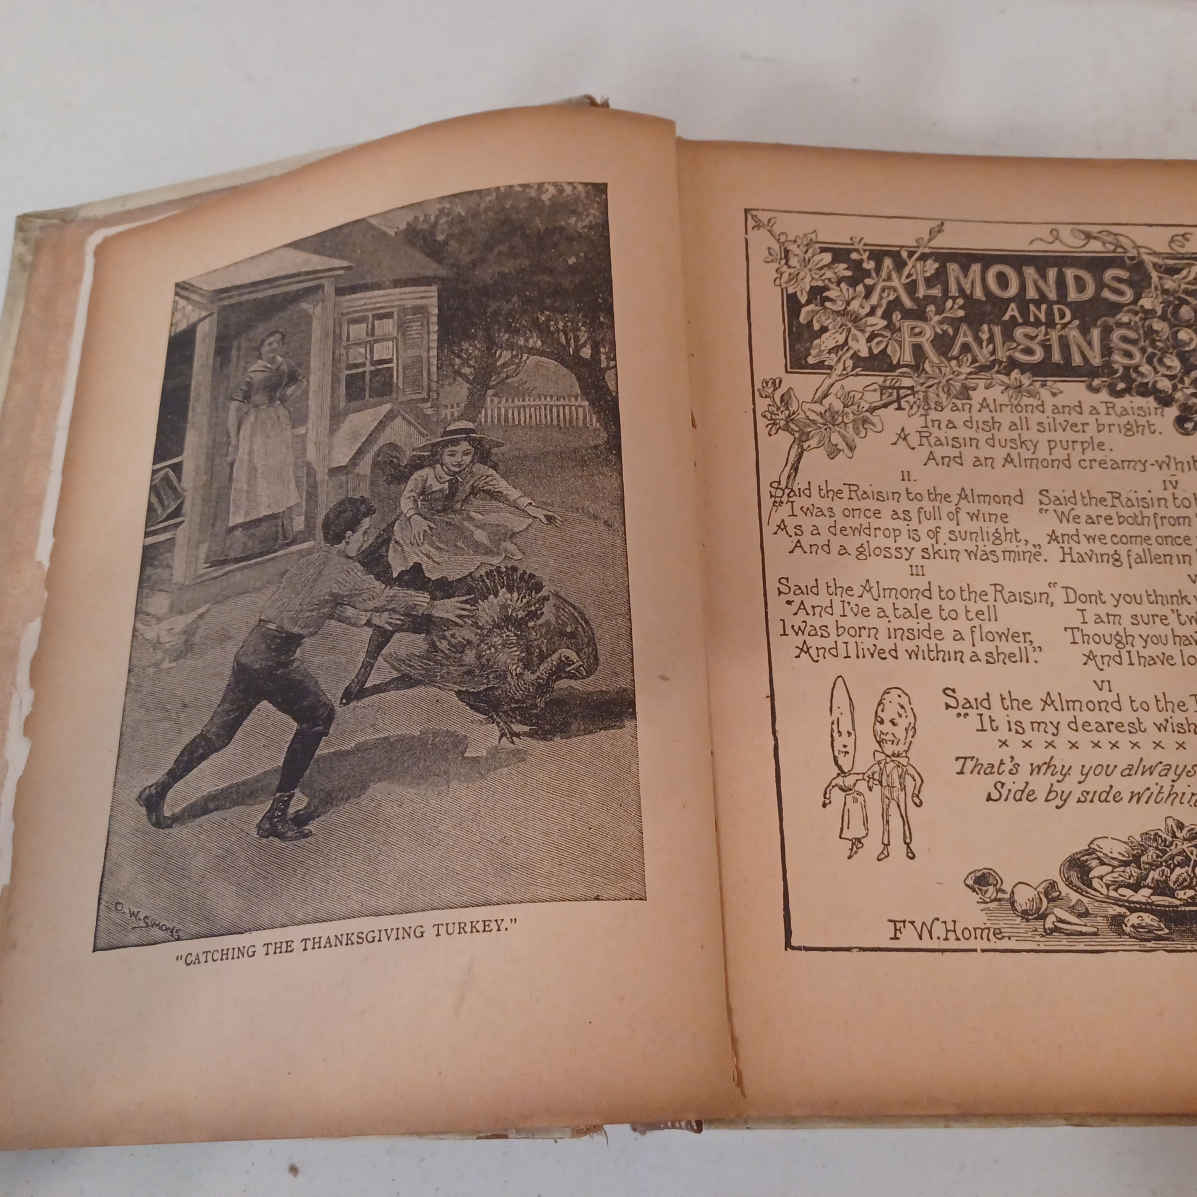 O. W. SIMONS
"CATCHING THE THANKSGIVING TURKEY."
ALMONDS
AND
RAISINS
T'was an Almond and a Raisin
In a dish all silver bright.
A Raisin dusky purple.
And an Almond creamy-whit
II.
Said the Raisin to the Almond
"I was once as full of wine
As a dewdrop is of sunlight,
And a glossy skin was mine".
III
Said the Almond to the Raisin,
"And I've a tale to tell
I was born inside a flower,
And I lived within a shell."
IV
Said the Raisin to
"We are both from
And we come once
Having fallen in
"Dont you think
I am sure "tw
Though you ha
And I have lo
VI
Said the Almond to the
"It is my dearest wish
× × × × × × × × ×
That's why you always
Side by side within
F.W. Home.